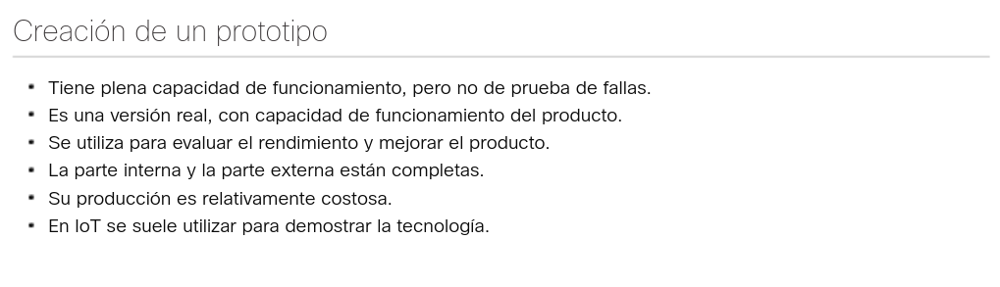 Creación de un prototipo
▪ Tiene plena capacidad de funcionamiento, pero no de prueba de fallas.
▪ Es una versión real, con capacidad de funcionamiento del producto.
▪ Se utiliza para evaluar el rendimiento y mejorar el producto.
▪ La parte interna y la parte externa están completas.
▪ Su producción es relativamente costosa.
▪ En IoT se suele utilizar para demostrar la tecnología.